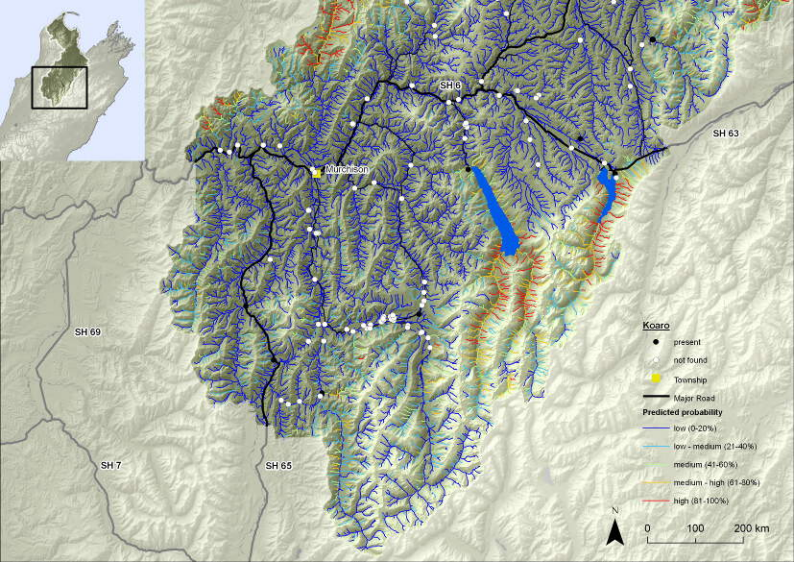 SH 6
SH 63
Murchison
SH 69
SH 7
SH 65
Koaro
present
not found
Township
Major Road
Predicted probability
low (0-20%)
low - medium (21-40%)
medium (41-60%)
medium - high (61-80%)
high (81-100%)
N
0 100 200 km